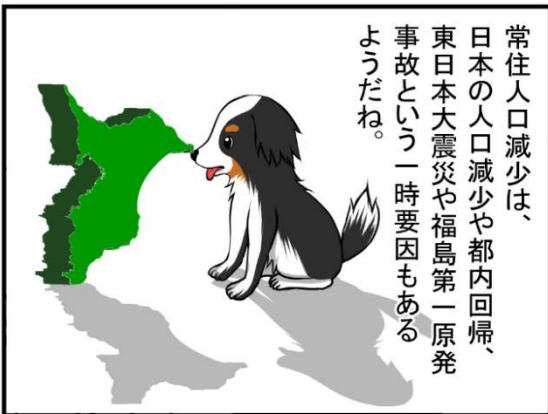 常住人口減少は、
日本の人口減少や都内回帰、
東日本大震災や福島第一原発
事故という一時要因もある
ようだね。